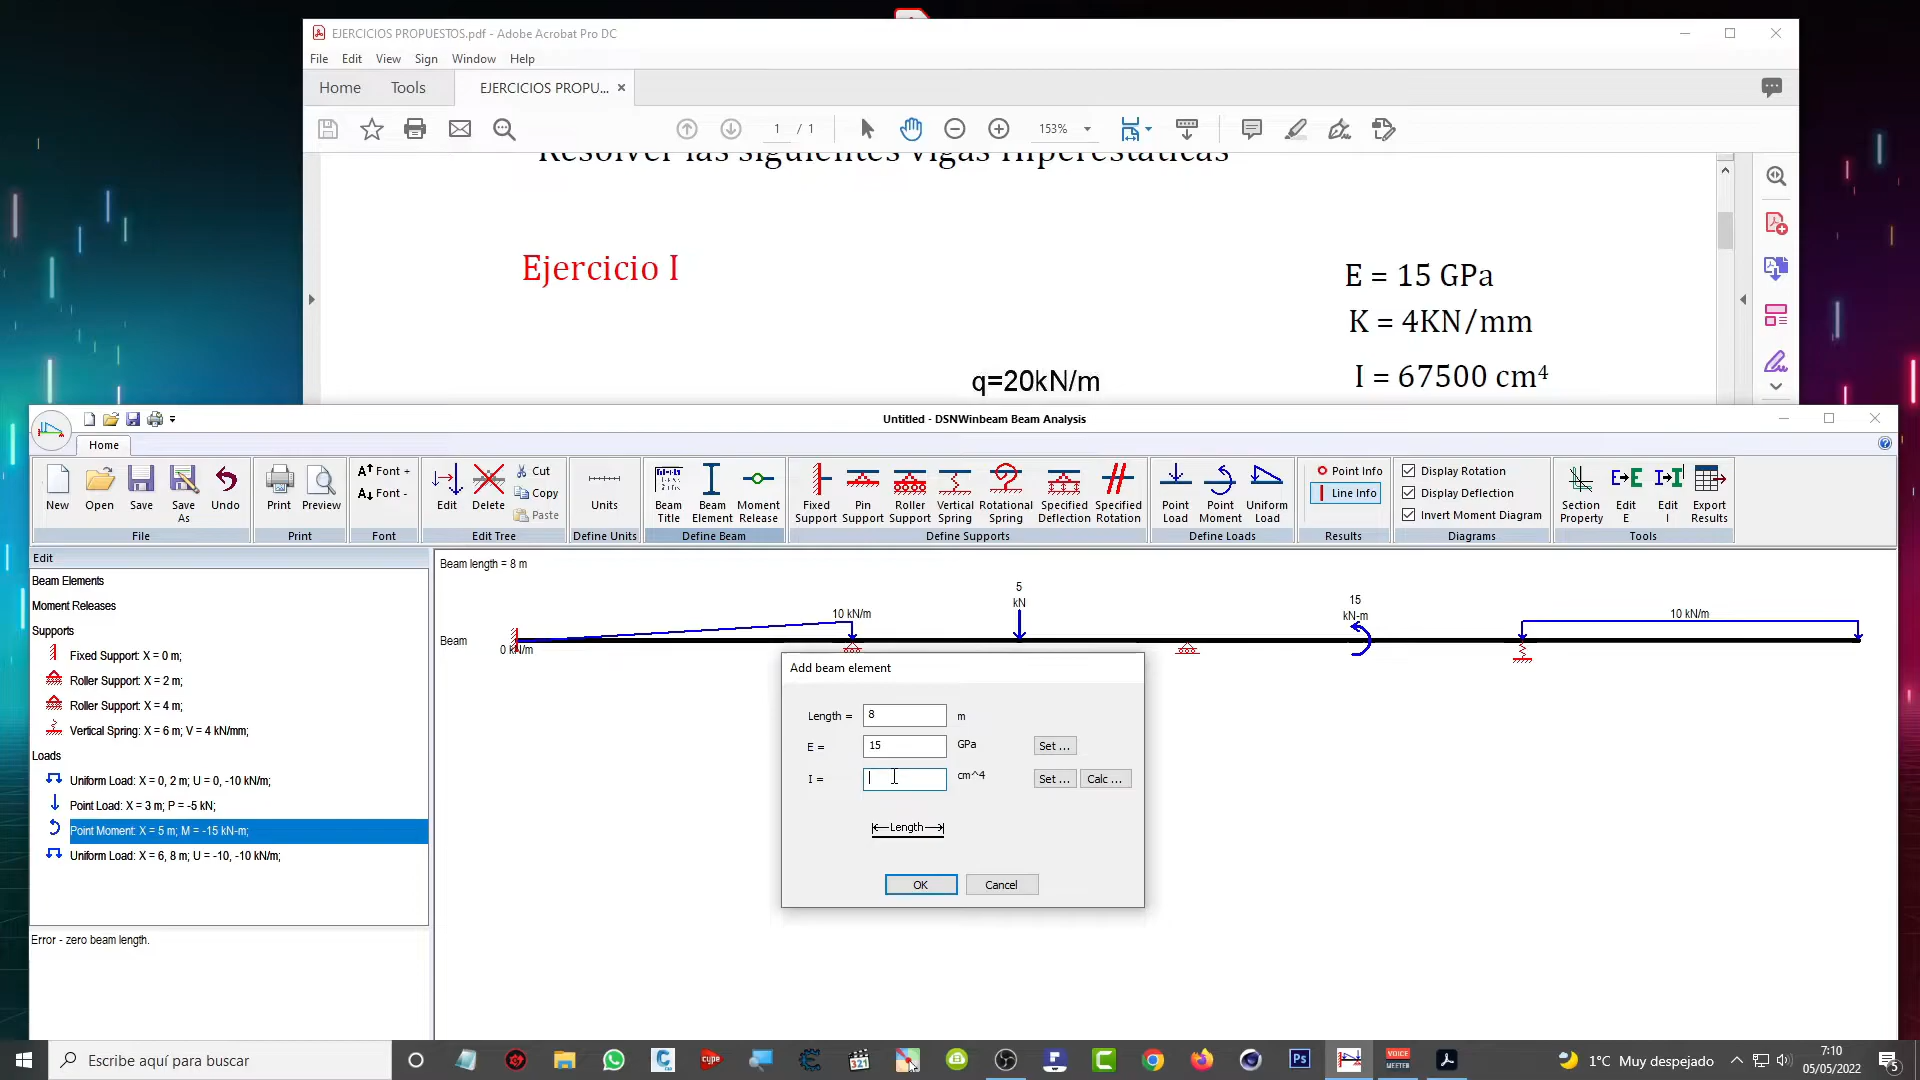 EJERCICIOS PROPUESTOS.pdf - Adobe Acrobat Pro DC
File Edit View Sign Window Help
Home Tools EJERCICIOS PROPU... ×
1 / 1 153%
Resolver las siguientes vigas Hiperestáticas
Ejercicio I
E = 15 GPa
K = 4KN/mm
I = 67500 cm⁴
q=20kN/m
Untitled - DSNWinbeam Beam Analysis
Home
New Open Save Save As Undo
File
Print Preview
Print
Font +
Font -
Font
Edit Delete Cut Copy Paste
Edit Tree
Units
Define Units
Beam Title Beam Element Moment Release
Define Beam
Fixed Support Pin Support Roller Support Vertical Spring Rotational Spring Specified Deflection Specified Rotation
Define Supports
Point Load Point Moment Uniform Load
Define Loads
Point Info
Line Info
Results
Display Rotation
Display Deflection
Invert Moment Diagram
Diagrams
Section Property Edit E Edit I Export Results
Tools
Edit
Beam Elements
Moment Releases
Supports
Fixed Support: X = 0 m;
Roller Support: X = 2 m;
Roller Support: X = 4 m;
Vertical Spring: X = 6 m; V = 4 kN/mm;
Loads
Uniform Load: X = 0, 2 m; U = 0, -10 kN/m;
Point Load: X = 3 m; P = -5 kN;
Point Moment: X = 5 m; M = -15 kN-m;
Uniform Load: X = 6, 8 m; U = -10, -10 kN/m;
Error - zero beam length.
Beam length = 8 m
Beam
0 kN/m
10 kN/m
5
kN
15
kN-m
10 kN/m
Add beam element
Length = 8 m
E = 15 GPa Set ...
I = cm^4 Set ... Calc ...
Length
OK Cancel
Escribe aquí para buscar
321
Ps
VOICE
MEETER
1°C Muy despejado
7:10
05/05/2022
5